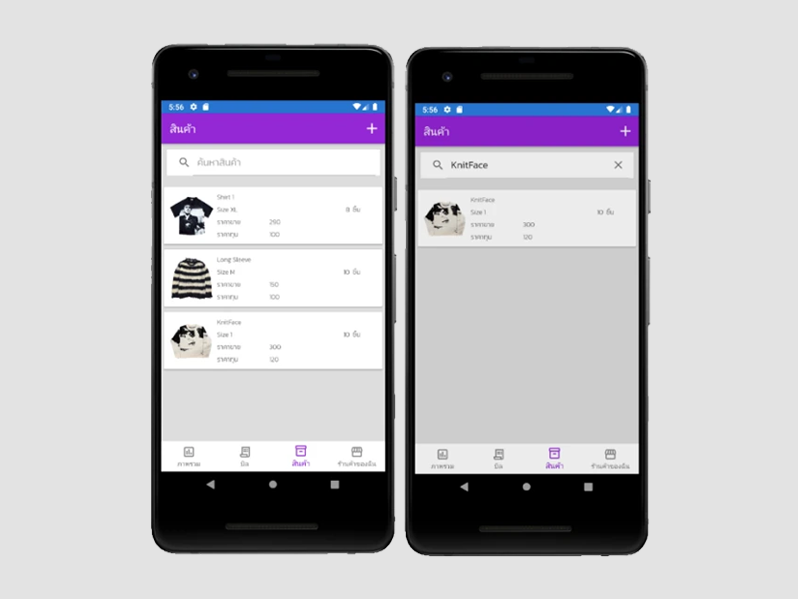 5:56
สินค้า
ค้นหาสินค้า
Shirt 1
Size XL
8 ชิ้น
ราคาขาย 290
ราคาทุน 100
Long Sleeve
Size M
10 ชิ้น
ราคาขาย 150
ราคาทุน 100
KnitFace
Size 1
10 ชิ้น
ราคาขาย 300
ราคาทุน 120
ภาพรวม
บิล
สินค้า
ร้านค้าของฉัน
5:56
สินค้า
KnitFace
KnitFace
Size 1
10 ชิ้น
ราคาขาย 300
ราคาทุน 120
ภาพรวม
บิล
สินค้า
ร้านค้าของฉัน